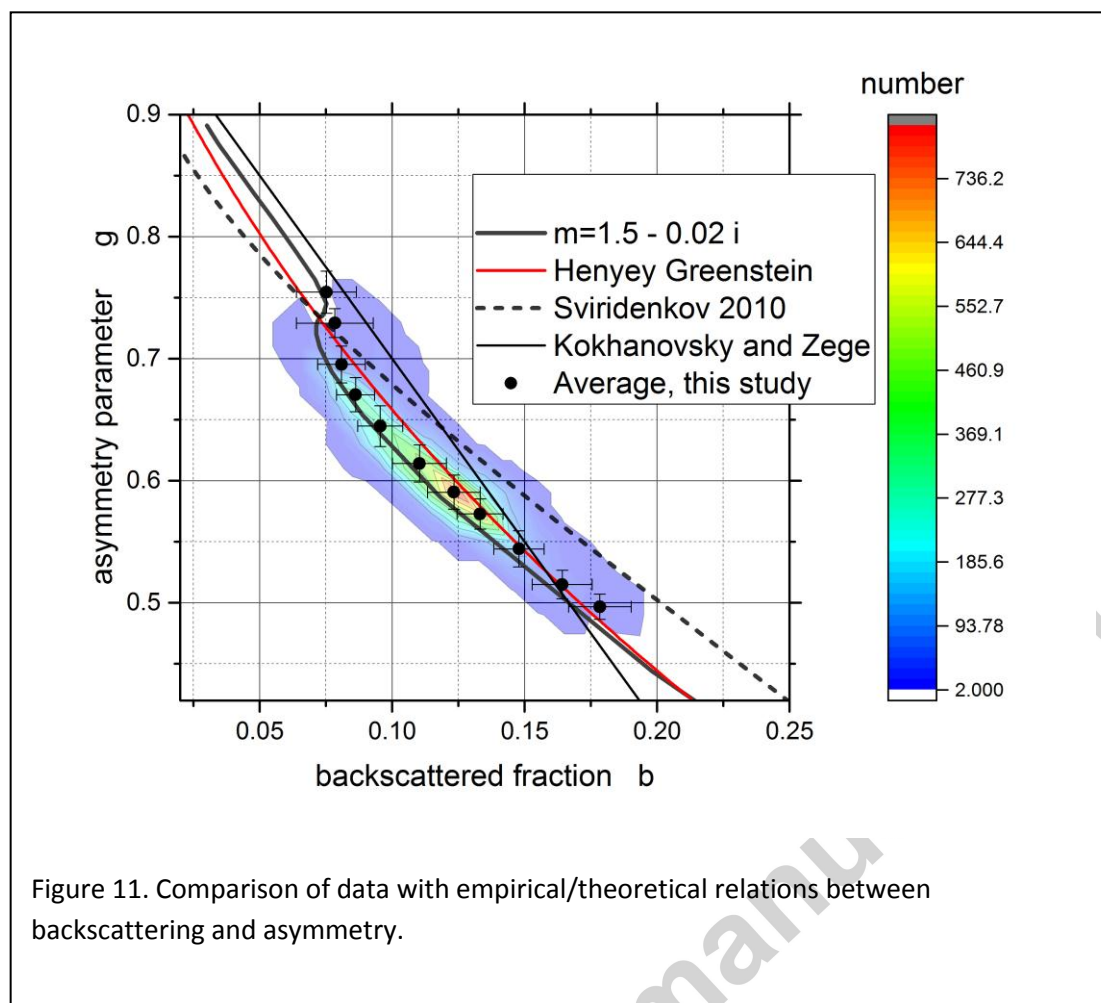 number
0.9
0.8
0.7
0.6
0.5
asymmetry parameter g
m=1.5 - 0.02 i
Henyey Greenstein
Sviridenkov 2010
Kokhanovsky and Zege
Average, this study
736.2
644.4
552.7
460.9
369.1
277.3
185.6
93.78
2.000
0.05 0.10 0.15 0.20 0.25
backscattered fraction b
Figure 11. Comparison of data with empirical/theoretical relations between
backscattering and asymmetry.
manu